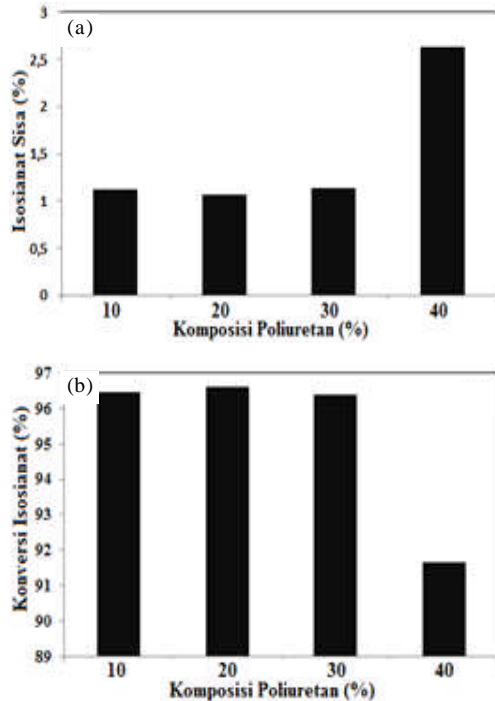 (a)
Isosianat Sisa (%)
3
2,5
2
1,5
1
0,5
0
10 20 30 40
Komposisi Poliuretan (%)
(b)
Konversi Isosianat (%)
97
96
95
94
93
92
91
90
89
10 20 30 40
Komposisi Poliuretan (%)